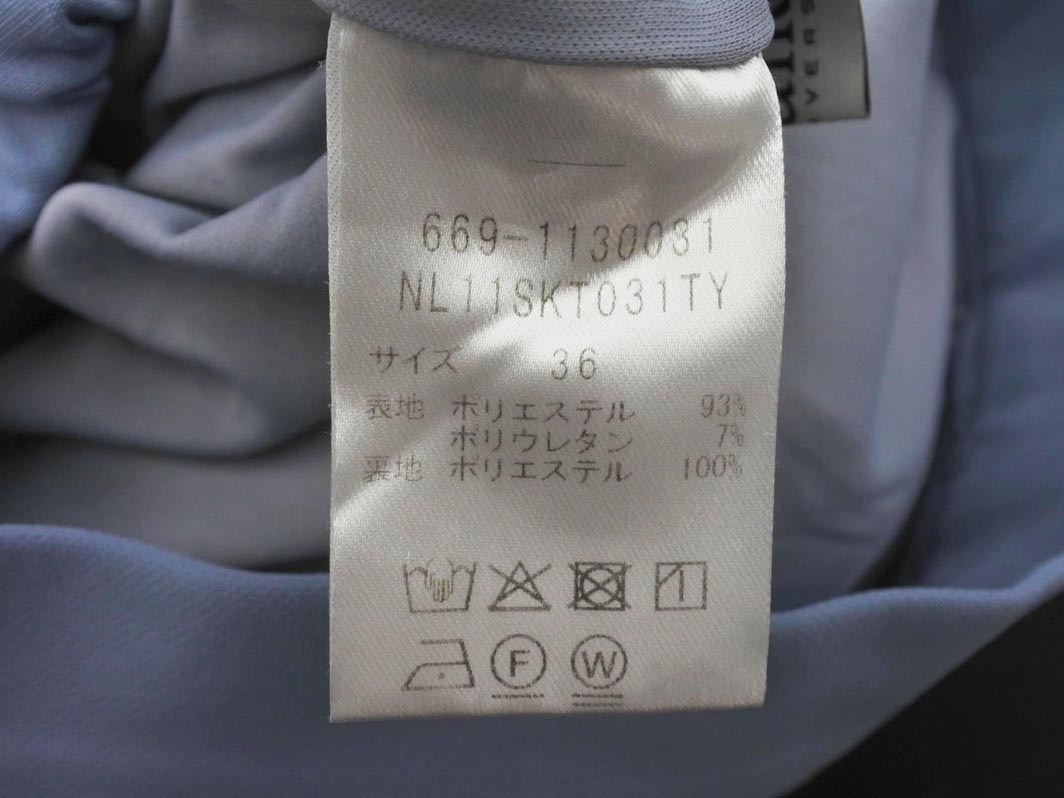 669-1130031
NL11SKT031TY
サイズ 36
表地 ポリエステル 93%
ポリウレタン 7%
裏地 ポリエステル 100%
F W